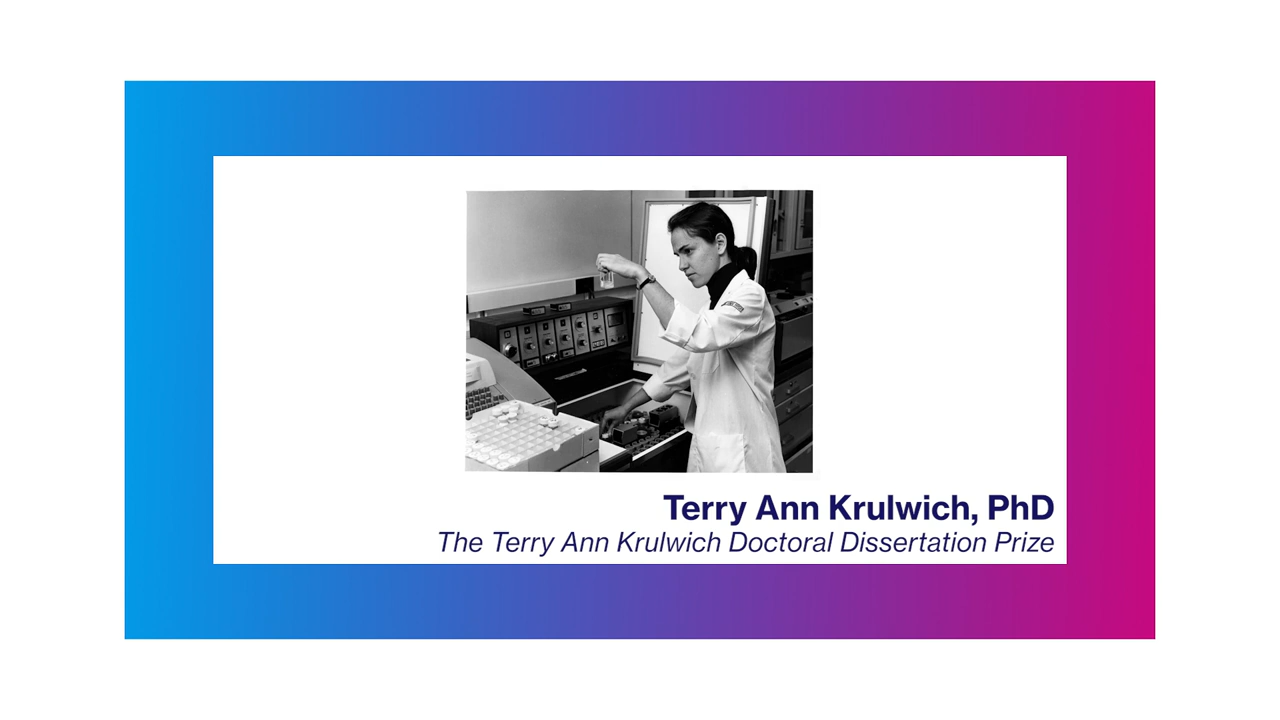 Terry Ann Krulwich, PhD
The Terry Ann Krulwich Doctoral Dissertation Prize